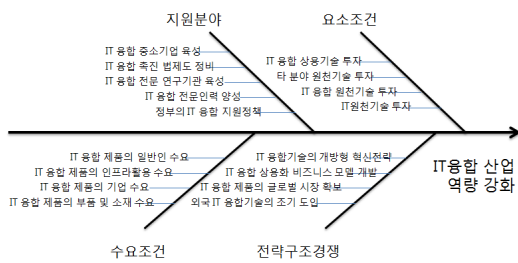 지원분야
요소조건
IT 융합 중소기업 육성
IT 융합 촉진 법제도 정비
IT 융합 전문 연구기관 육성
IT 융합 전문인력 양성
정부의 IT 융합 지원정책
IT 융합 상용기술 투자
타 분야 원천기술 투자
IT 융합 원천기술 투자
IT원천기술 투자
IT 융합 제품의 일반인 수요
IT 융합 제품의 인프라활용 수요
IT 융합 제품의 기업 수요
IT 융합 제품의 부품 및 소재 수요
IT 융합기술의 개방형 혁신전략
IT 융합 상용화 비즈니스 모델 개발
IT 융합 제품의 글로벌 시장 확보
외국 IT 융합기술의 조기 도입
IT융합 산업
역량 강화
수요조건
전략구조경쟁